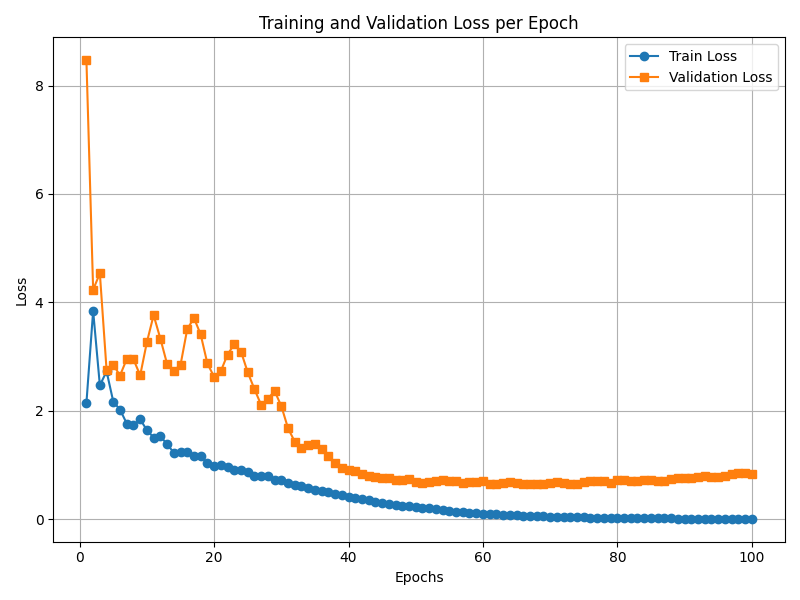 Training and Validation Loss per Epoch
Train Loss
Validation Loss
8
6
4
2
0
Loss
0 20 40 60 80 100
Epochs